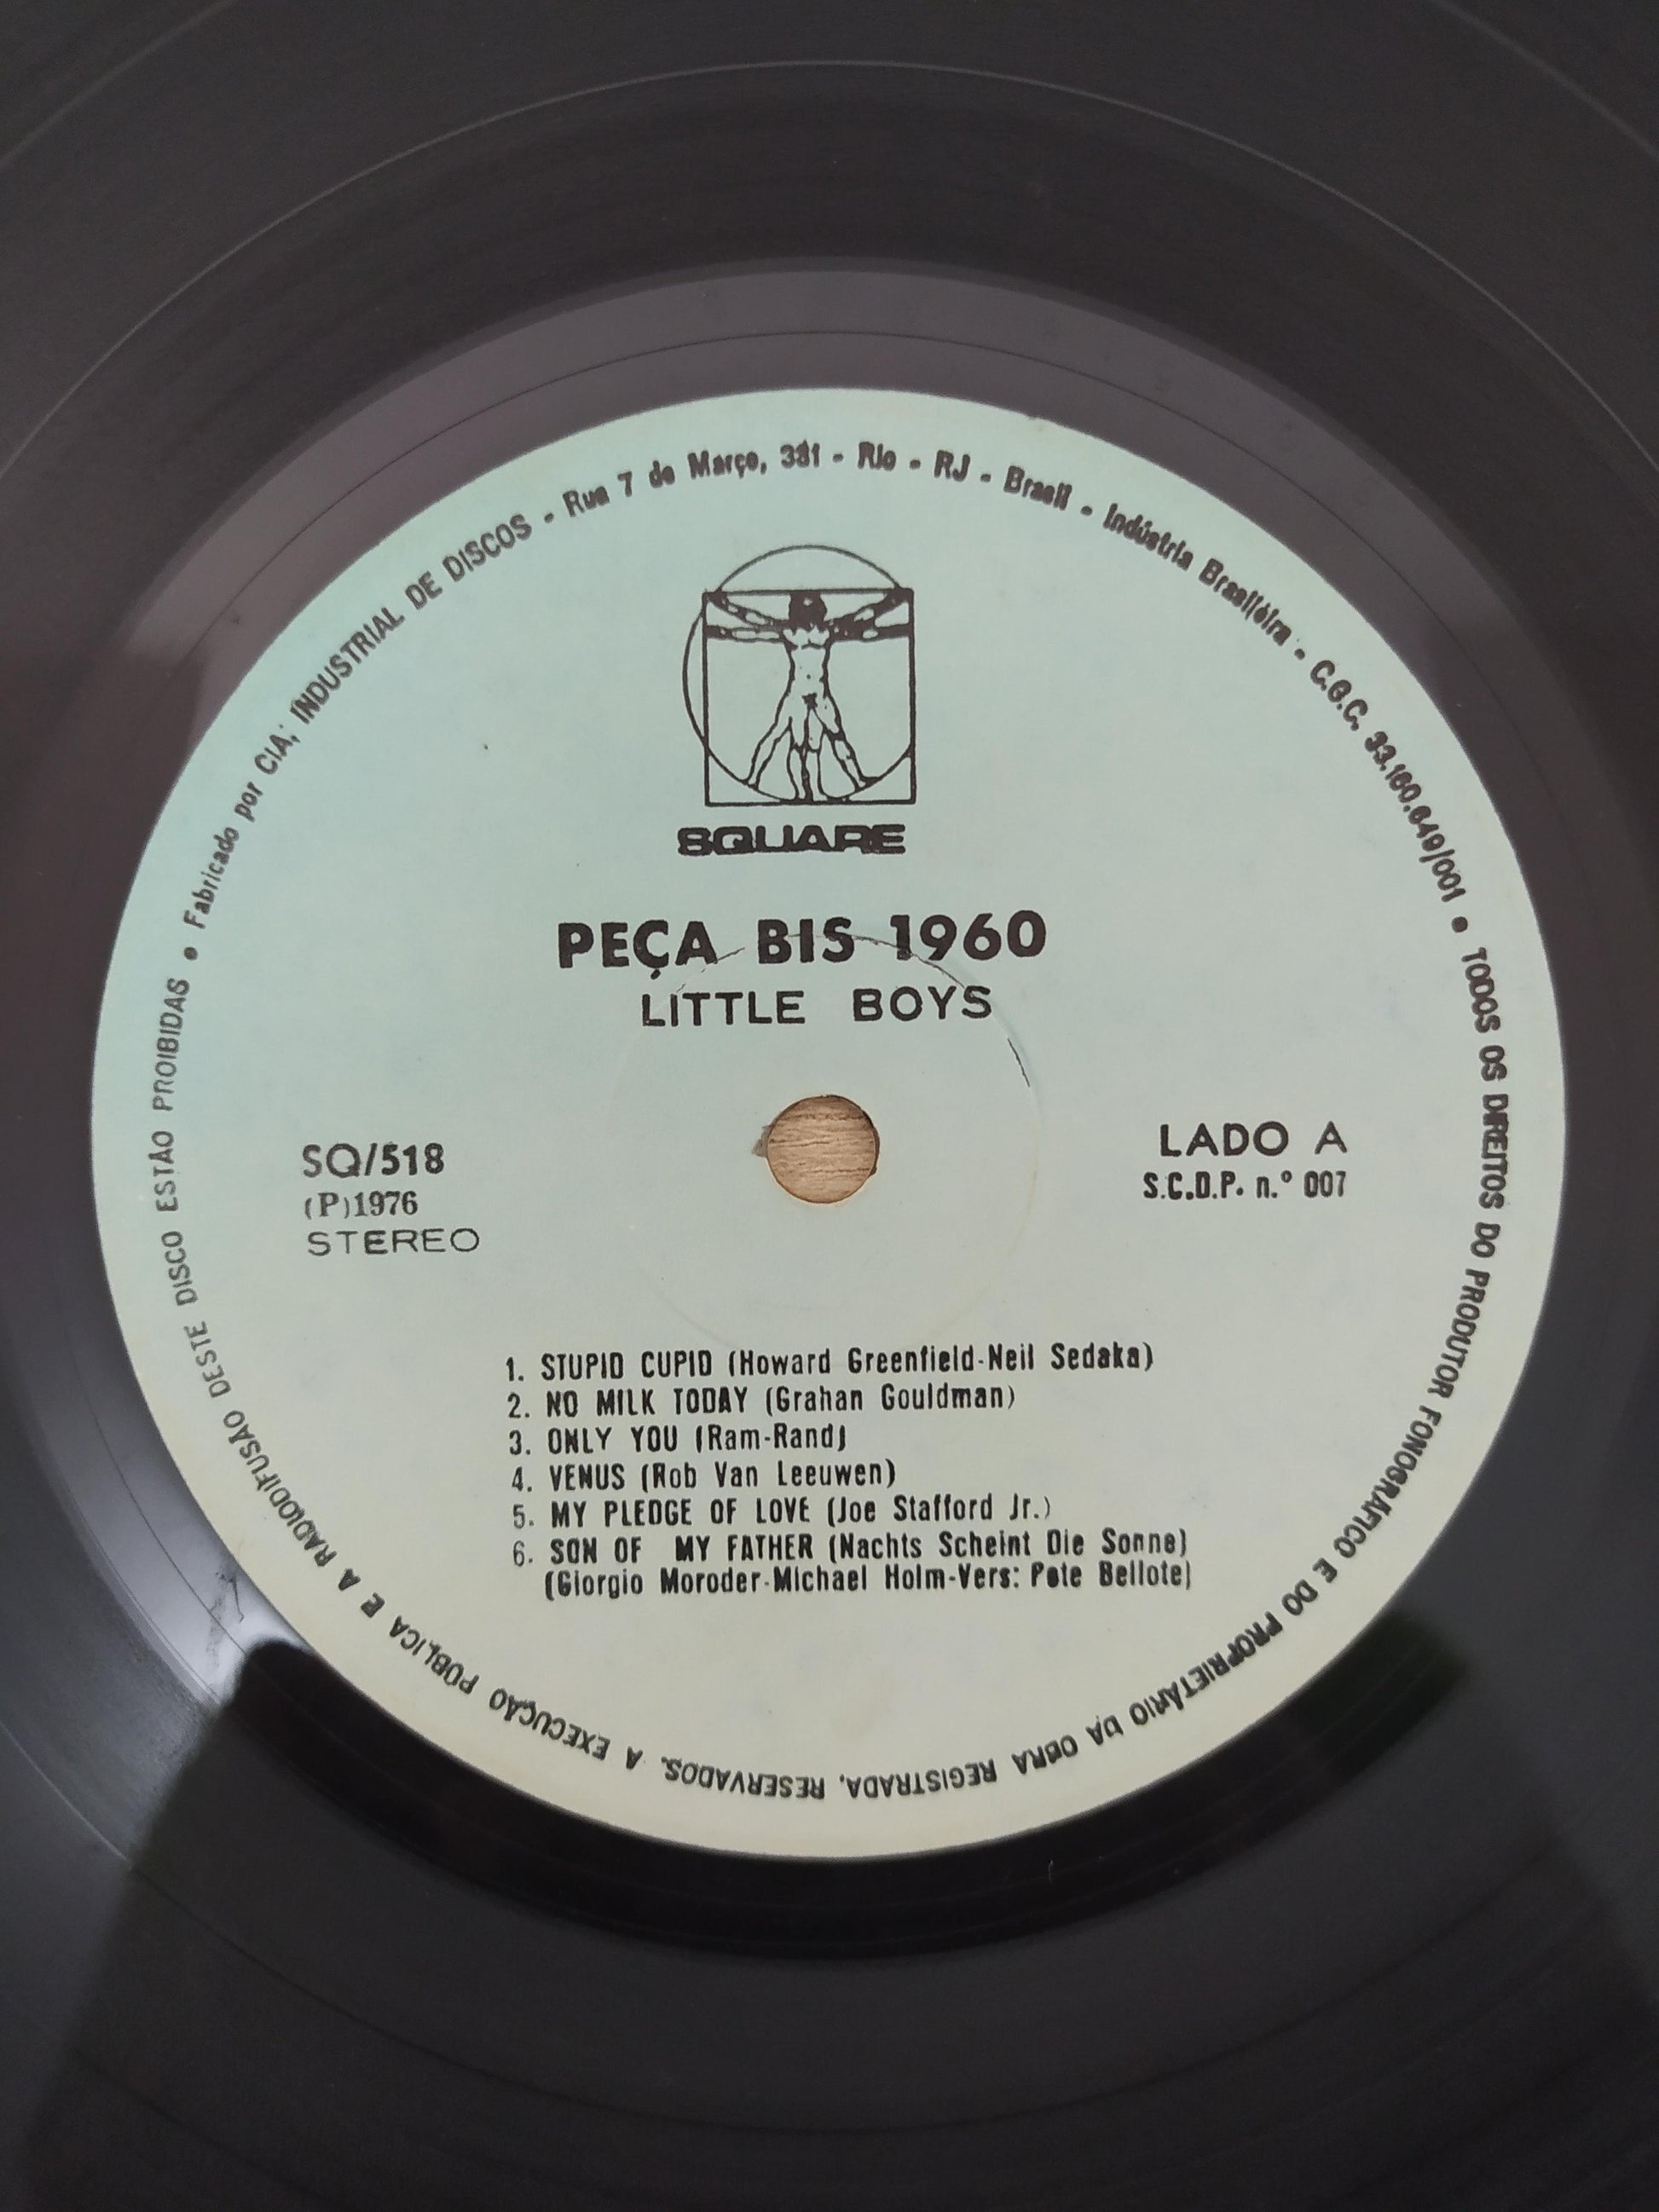 • Fabricado por CIA. INDUSTRIAL DE DISCOS - Rua 7 de Março, 381 - Rio - RJ - Brasil - Indústria Brasiléira - C.G.C. 33.160.649/001 • TODOS OS DIREITOS DO PRODUTOR FONOGRÁFICO E DO PROPRIETÁRIO DA OBRA REGISTRADA, RESERVADOS. A EXECUÇÃO PÚBLICA E A RADIODIFUSÃO DESTE DISCO ESTÃO PROIBIDAS
SQUARE
PEÇA BIS 1960
LITTLE BOYS
SQ/518
(P)1976
STEREO
LADO A
S.C.D.P. n.º 007
1. STUPID CUPID (Howard Greenfield-Neil Sedaka)
2. NO MILK TODAY (Grahan Gouldman)
3. ONLY YOU (Ram-Rand)
4. VENUS (Rob Van Leeuwen)
5. MY PLEDGE OF LOVE (Joe Stafford Jr.)
6. SON OF MY FATHER (Nachts Scheint Die Sonne)
(Giorgio Moroder-Michael Holm-Vers: Pete Bellote)